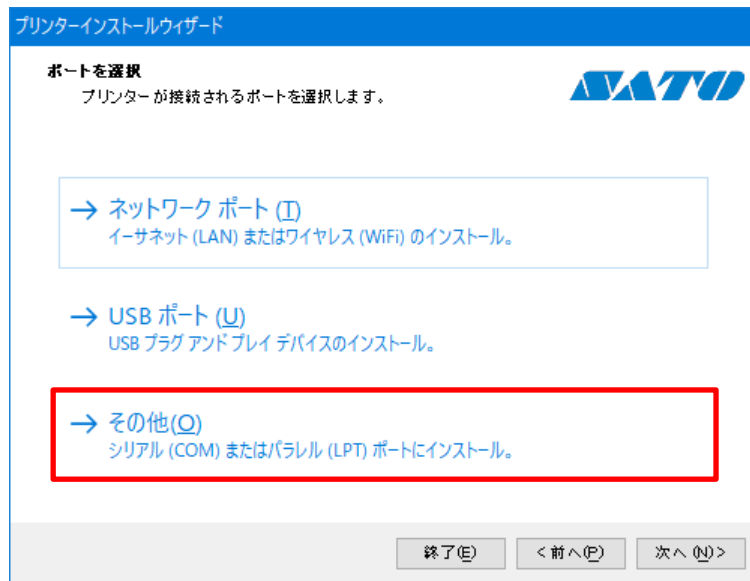 プリンターインストールウィザード
ポートを選択
プリンターが接続されるポートを選択します。
SATO
→ ネットワーク ポート (T)
イーサネット (LAN) またはワイヤレス (WiFi) のインストール。
→ USB ポート (U)
USB プラグ アンド プレイ デバイスのインストール。
→ その他(O)
シリアル (COM) またはパラレル (LPT) ポートにインストール。
終了(E) <前へ(P) 次へ(N)>